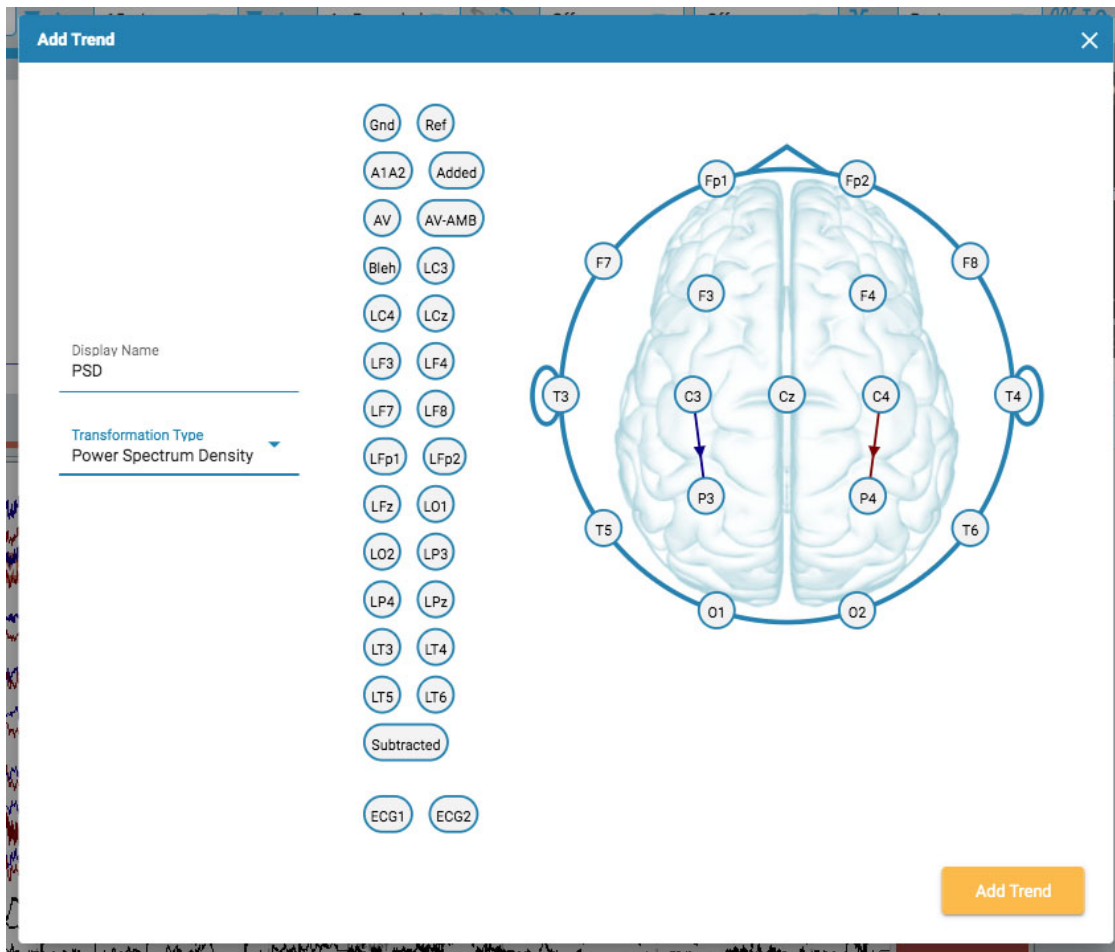 Add Trend
Gnd Ref
A1A2 Added
AV AV-AMB
Bleh LC3
LC4 LCz
LF3 LF4
LF7 LF8
LFp1 LFp2
LFz LO1
LO2 LP3
LP4 LPz
LT3 LT4
LT5 LT6
Subtracted
ECG1 ECG2
Display Name
PSD
Transformation Type
Power Spectrum Density
Fp1 Fp2
F7 F8
F3 F4
T3 C3 Cz C4 T4
P3 P4
T5 T6
O1 O2
Add Trend